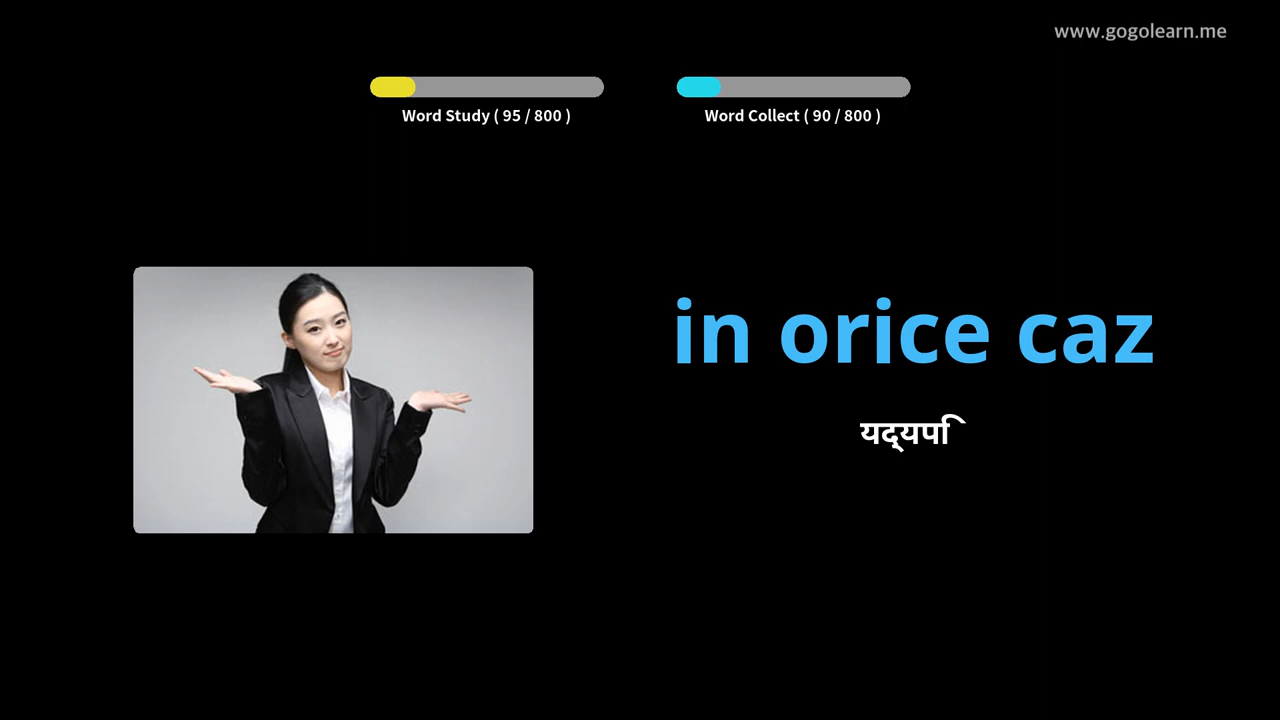 www.gogolearn.me
Word Study ( 95 / 800 )
Word Collect ( 90 / 800 )
in orice caz
यद्यपि